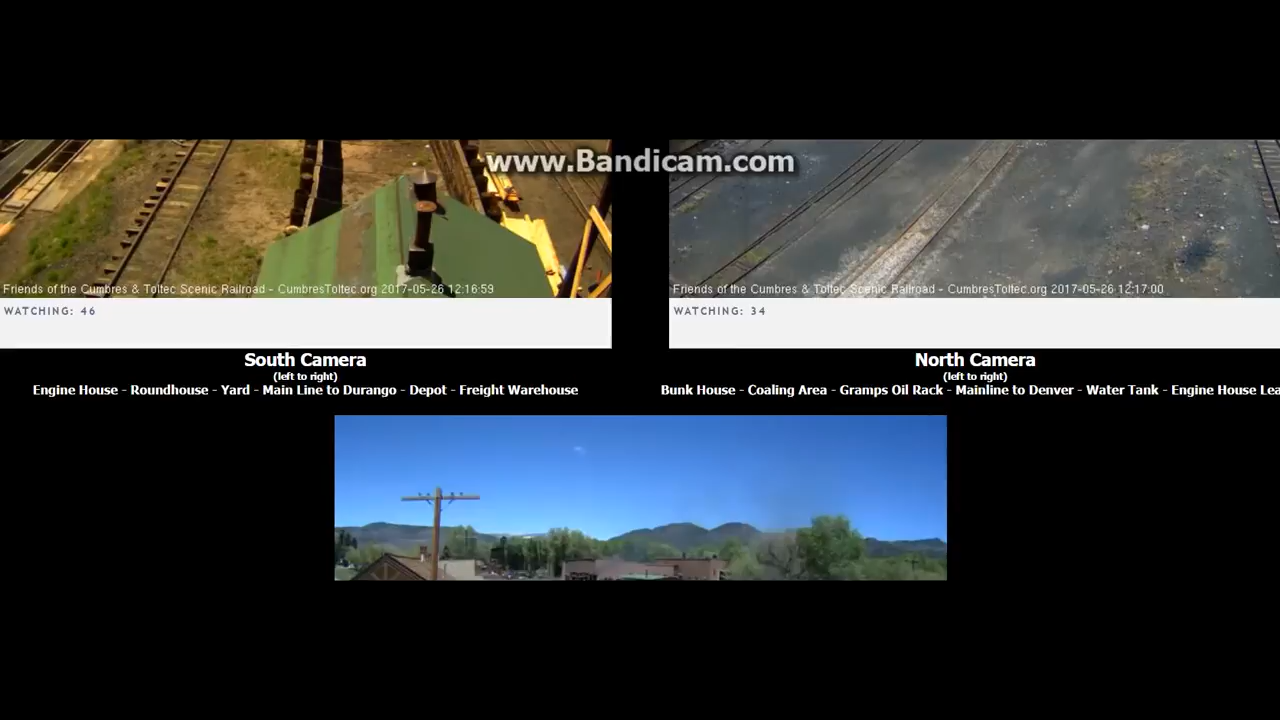 www.Bandicam.com
Friends of the Cumbres & Toltec Scenic Railroad - CumbresToltec.org 2017-05-26 12:16:59
Friends of the Cumbres & Toltec Scenic Railroad - CumbresToltec.org 2017-05-26 12:17:00
WATCHING: 46
WATCHING: 34
South Camera
(left to right)
Engine House - Roundhouse - Yard - Main Line to Durango - Depot - Freight Warehouse
North Camera
(left to right)
Bunk House - Coaling Area - Gramps Oil Rack - Mainline to Denver - Water Tank - Engine House Lea